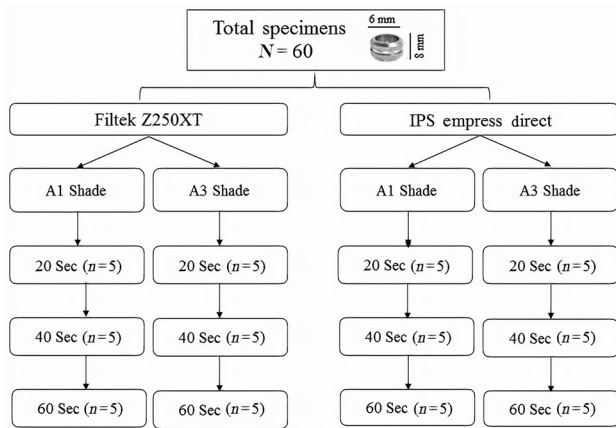 Total specimens
N = 60
6 mm
8 mm
Filtek Z250XT
IPS empress direct
A1 Shade
A3 Shade
A1 Shade
A3 Shade
20 Sec (n=5)
20 Sec (n=5)
20 Sec (n=5)
20 Sec (n=5)
40 Sec (n=5)
40 Sec (n=5)
40 Sec (n=5)
40 Sec (n=5)
60 Sec (n=5)
60 Sec (n=5)
60 Sec (n=5)
60 Sec (n=5)